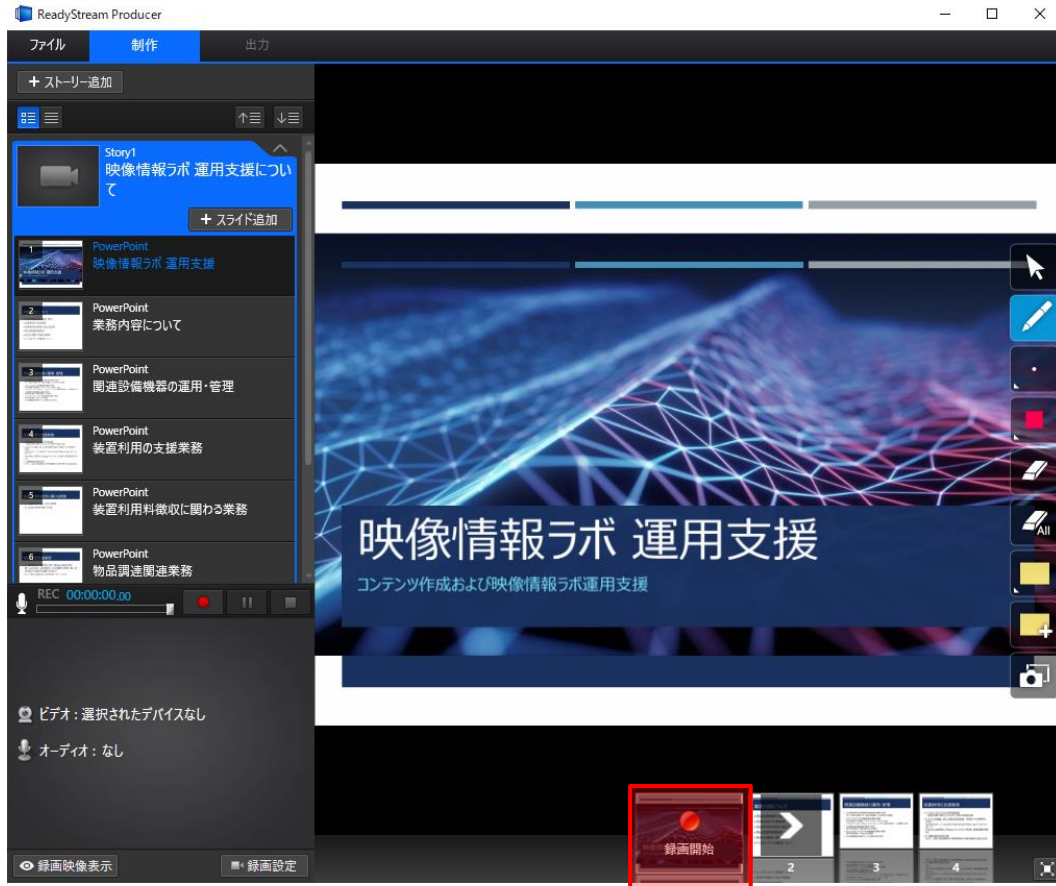 ReadyStream Producer
ファイル
制作
出力
+ ストーリー追加
Story1
映像情報ラボ 運用支援につい
て
+ スライド追加
1
PowerPoint
映像情報ラボ 運用支援
2
PowerPoint
業務内容について
3
PowerPoint
関連設備機器の運用・管理
4
PowerPoint
装置利用の支援業務
5
PowerPoint
装置利用料徴収に関わる業務
6
PowerPoint
物品調達関連業務
REC 00:00:00.00
ビデオ : 選択されたデバイスなし
オーディオ : なし
録画映像表示
録画設定
映像情報ラボ 運用支援
コンテンツ作成および映像情報ラボ運用支援
All
録画開始
2
3
4